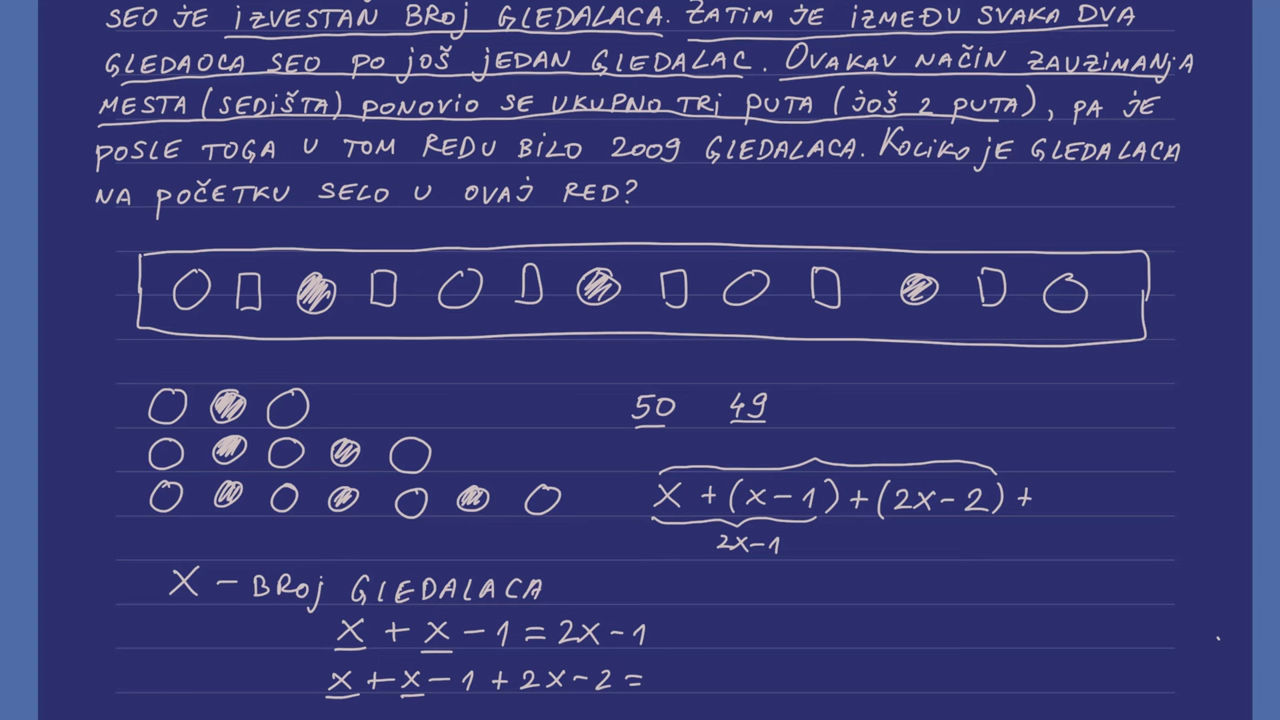 SEO JE IZVESTAN BROJ GLEDALACA. ZATIM JE IZMEĐU SVAKA DVA
GLEDAOCA SEO PO JOŠ JEDAN GLEDALAC. OVAKAV NAČIN ZAUZIMANJA
MESTA (SEDIŠTA) PONOVIO SE UKUPNO TRI PUTA (JOŠ 2 PUTA), PA JE
POSLE TOGA U TOM REDU BILO 2009 GLEDALACA. KOLIKO JE GLEDALACA
NA POČETKU SELO U OVAJ RED?
50 49
X + (X - 1) + (2X - 2) +
2X - 1
X - BROJ GLEDALACA
X + X - 1 = 2X - 1
X + X - 1 + 2X - 2 =